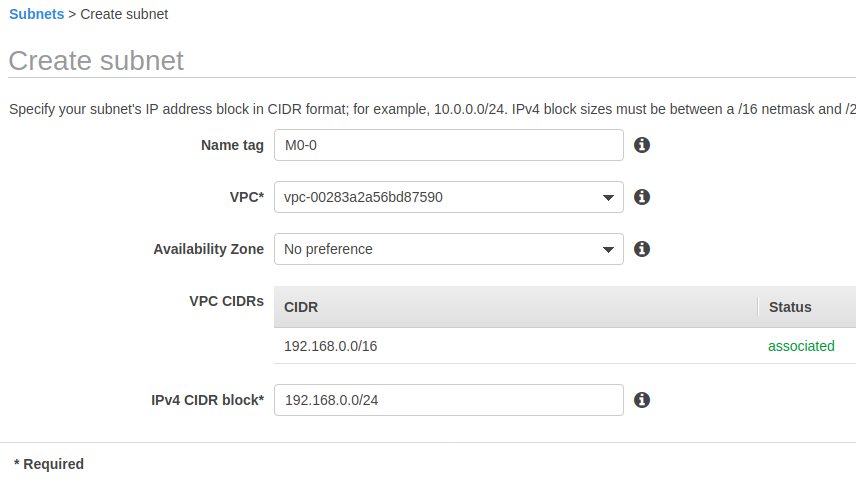 Subnets > Create subnet
Create subnet
Specify your subnet's IP address block in CIDR format; for example, 10.0.0.0/24. IPv4 block sizes must be between a /16 netmask and /2
Name tag M0-0
VPC* vpc-00283a2a56bd87590
Availability Zone No preference
VPC CIDRs CIDR Status
192.168.0.0/16 associated
IPv4 CIDR block* 192.168.0.0/24
* Required